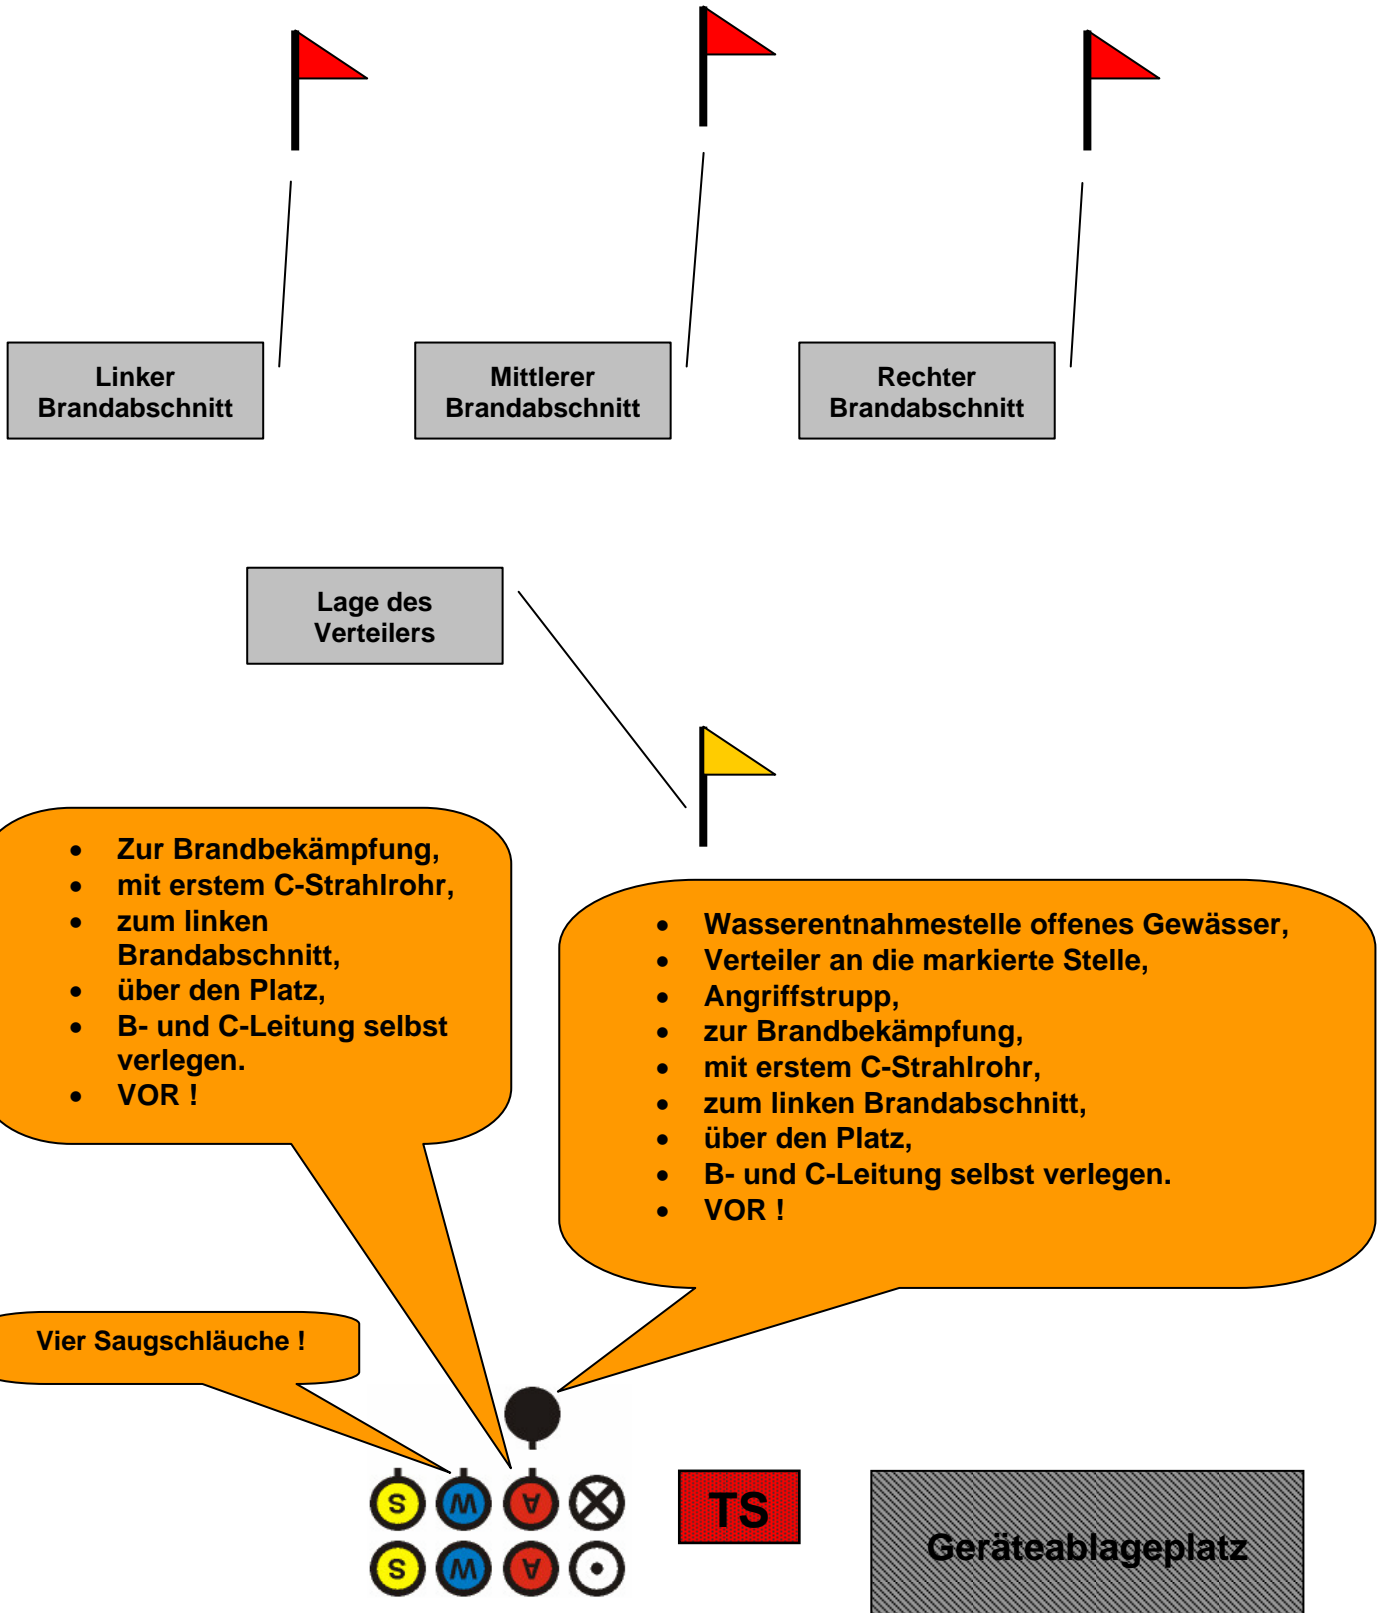 Linker
Brandabschnitt
Mittlerer
Brandabschnitt
Rechter
Brandabschnitt
Lage des
Verteilers
• Zur Brandbekämpfung,
• mit erstem C-Strahlrohr,
• zum linken
Brandabschnitt,
• über den Platz,
• B- und C-Leitung selbst
verlegen.
• VOR !
• Wasserentnahmestelle offenes Gewässer,
• Verteiler an die markierte Stelle,
• Angriffstrupp,
• zur Brandbekämpfung,
• mit erstem C-Strahlrohr,
• zum linken Brandabschnitt,
• über den Platz,
• B- und C-Leitung selbst verlegen.
• VOR !
Vier Saugschläuche !
S W A
TS
Geräteablageplatz
S W A